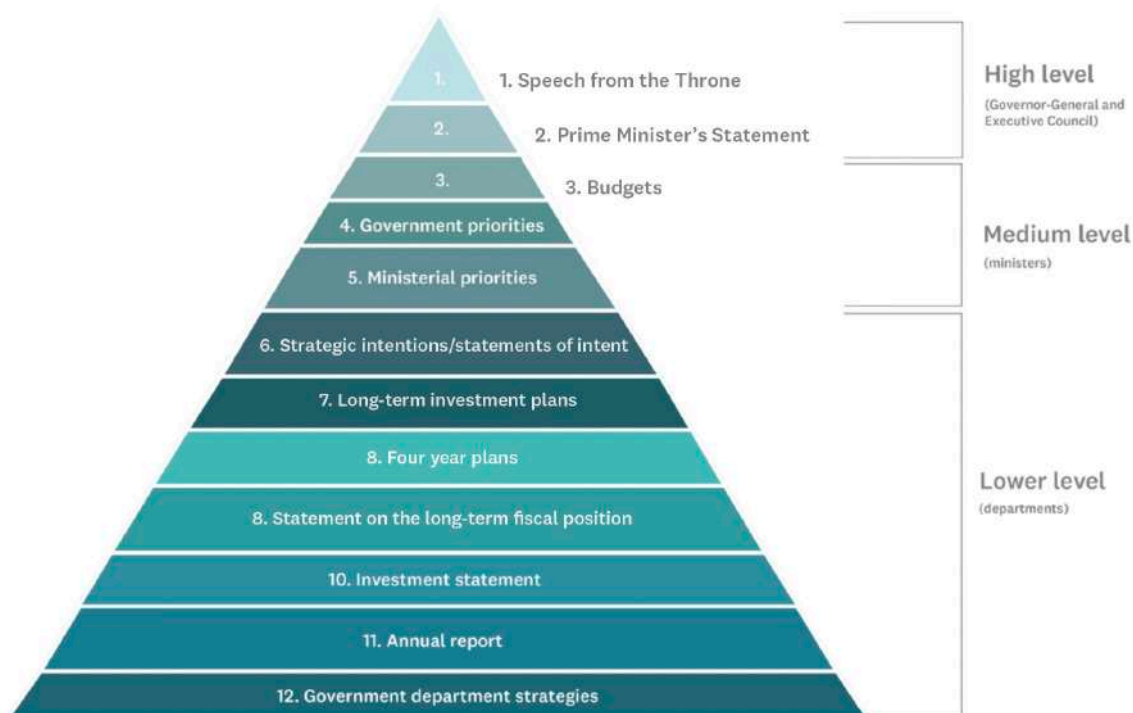 1.
1. Speech from the Throne
2.
2. Prime Minister's Statement
3.
3. Budgets
4. Government priorities
5. Ministerial priorities
6. Strategic intentions/statements of intent
7. Long-term investment plans
8. Four year plans
8. Statement on the long-term fiscal position
10. Investment statement
11. Annual report
12. Government department strategies
High level
(Governor-General and
Executive Council)
Medium level
(ministers)
Lower level
(departments)